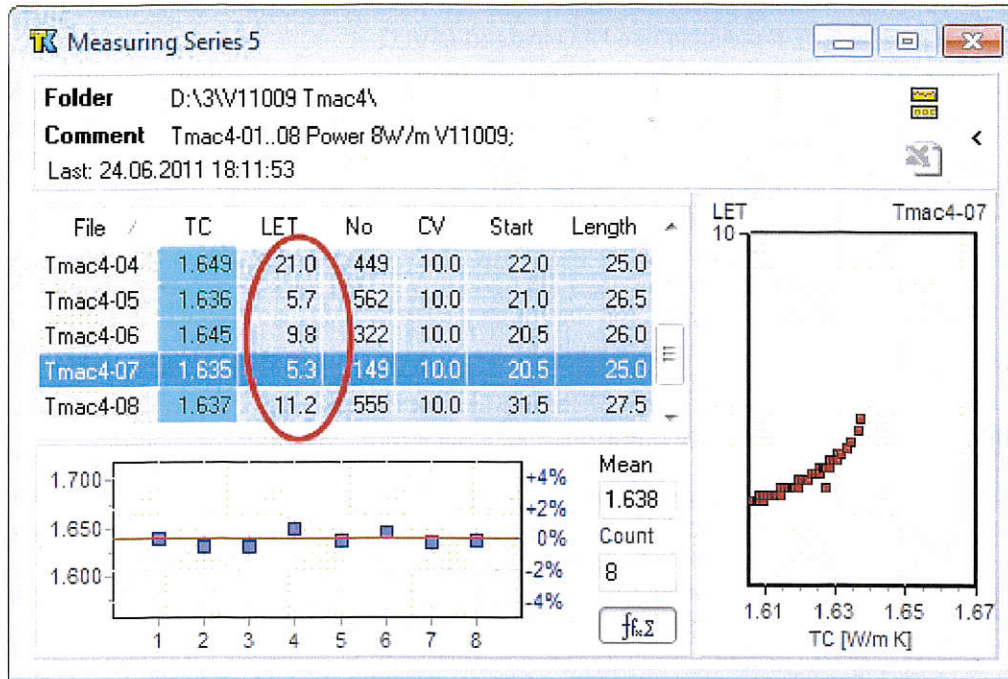 TK Measuring Series 5
Folder D:\3\V11009 Tmac4\
Comment Tmac4-01..08 Power 8W/m V11009;
Last: 24.06.2011 18:11:53
File TC LET No CV Start Length
Tmac4-04 1.649 21.0 449 10.0 22.0 25.0
Tmac4-05 1.636 5.7 562 10.0 21.0 26.5
Tmac4-06 1.645 9.8 322 10.0 20.5 26.0
Tmac4-07 1.635 5.3 149 10.0 20.5 25.0
Tmac4-08 1.637 11.2 555 10.0 31.5 27.5
LET Tmac4-07
10
1.61 1.63 1.65 1.67
TC [W/m K]
1.700 +4%
+2%
1.650 0%
1.600 -2%
-4%
1 2 3 4 5 6 7 8
Mean
1.638
Count
8
ffxΣ